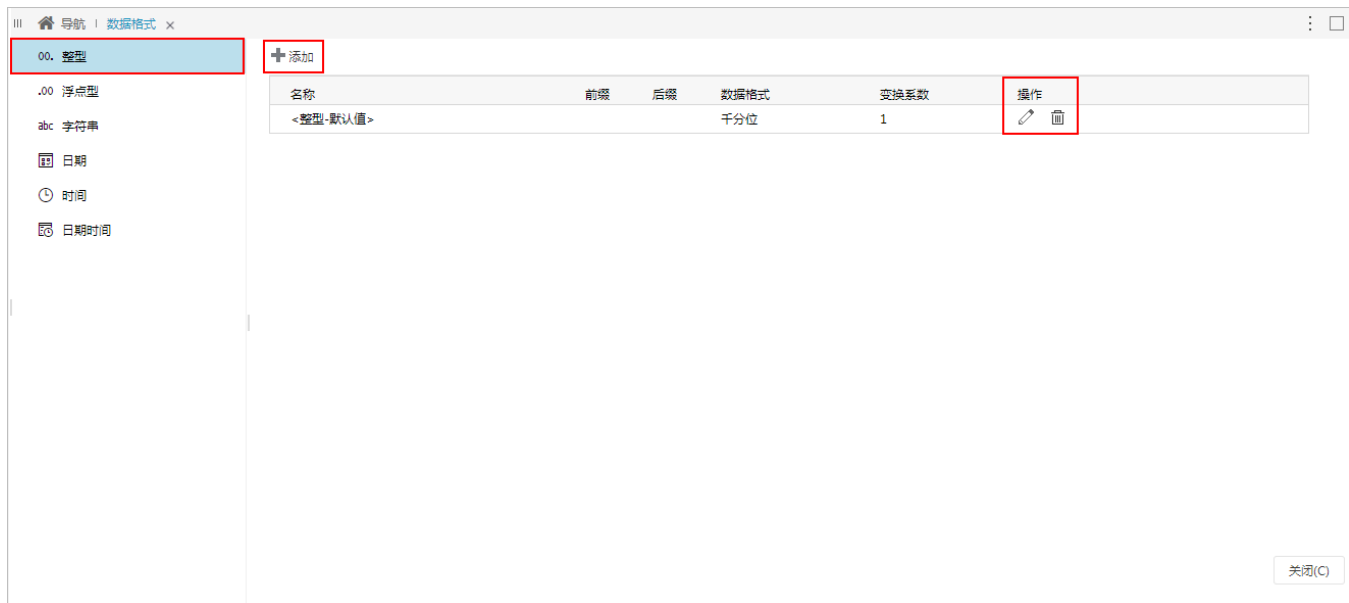 导航 数据格式 ×
00. 整型
添加
.00 浮点型
名称 前缀 后缀 数据格式 变换系数 操作
<整型-默认值> 千分位 1
abc 字符串
日期
时间
日期时间
关闭(C)